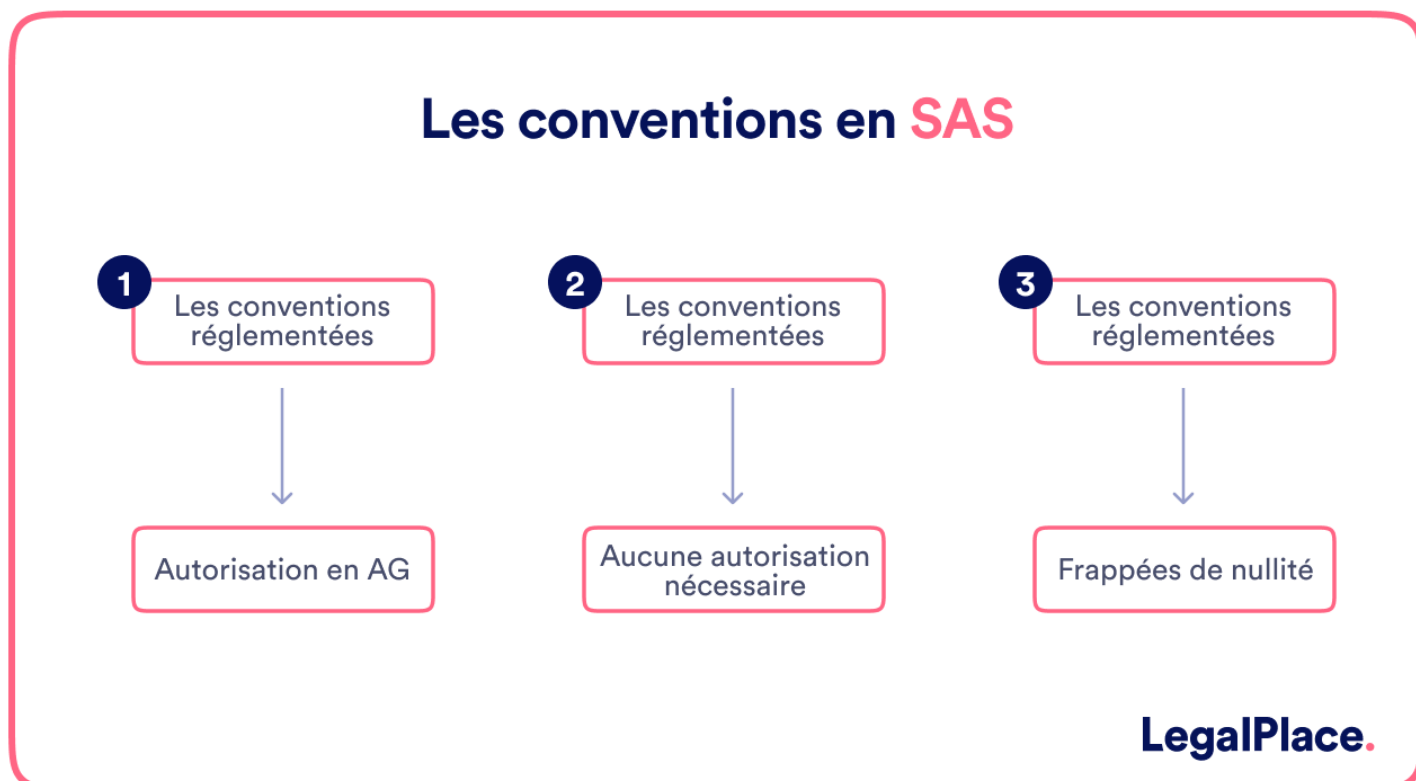 Les conventions en SAS
1
Les conventions
réglementées
2
Les conventions
réglementées
3
Les conventions
réglementées
Autorisation en AG
Aucune autorisation
nécessaire
Frappées de nullité
LegalPlace.